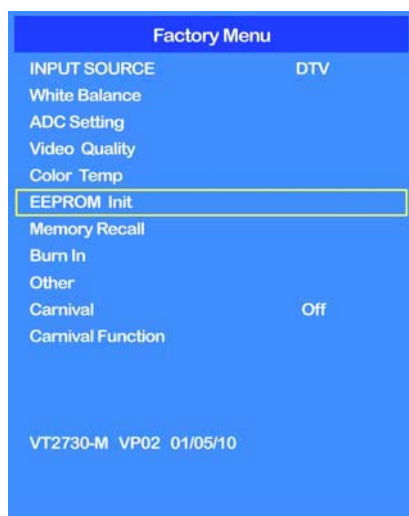 Factory Menu
INPUT SOURCE DTV
White Balance
ADC Setting
Video Quality
Color Temp
EEPROM Init
Memory Recall
Burn In
Other
Carnival Off
Carnival Function
VT2730-M VP02 01/05/10